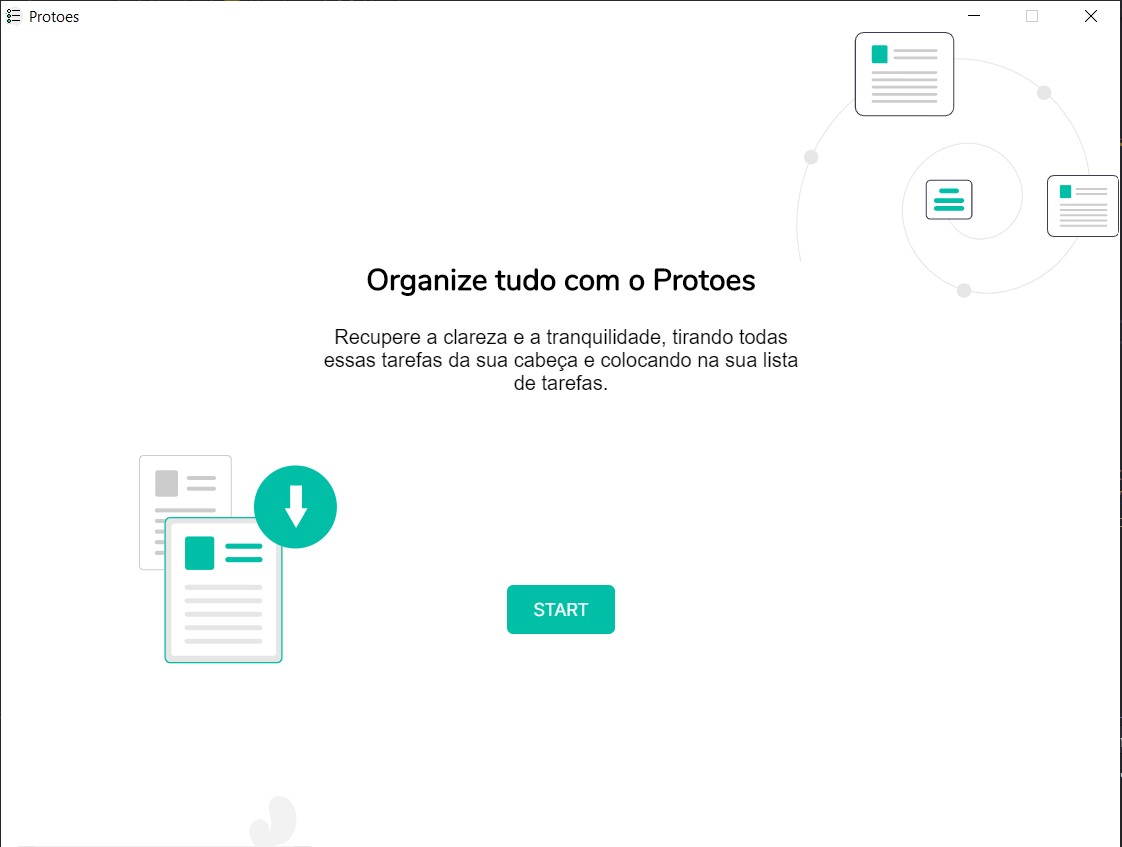 Protoes
Organize tudo com o Protoes
Recupere a clareza e a tranquilidade, tirando todas
essas tarefas da sua cabeça e colocando na sua lista
de tarefas.
START